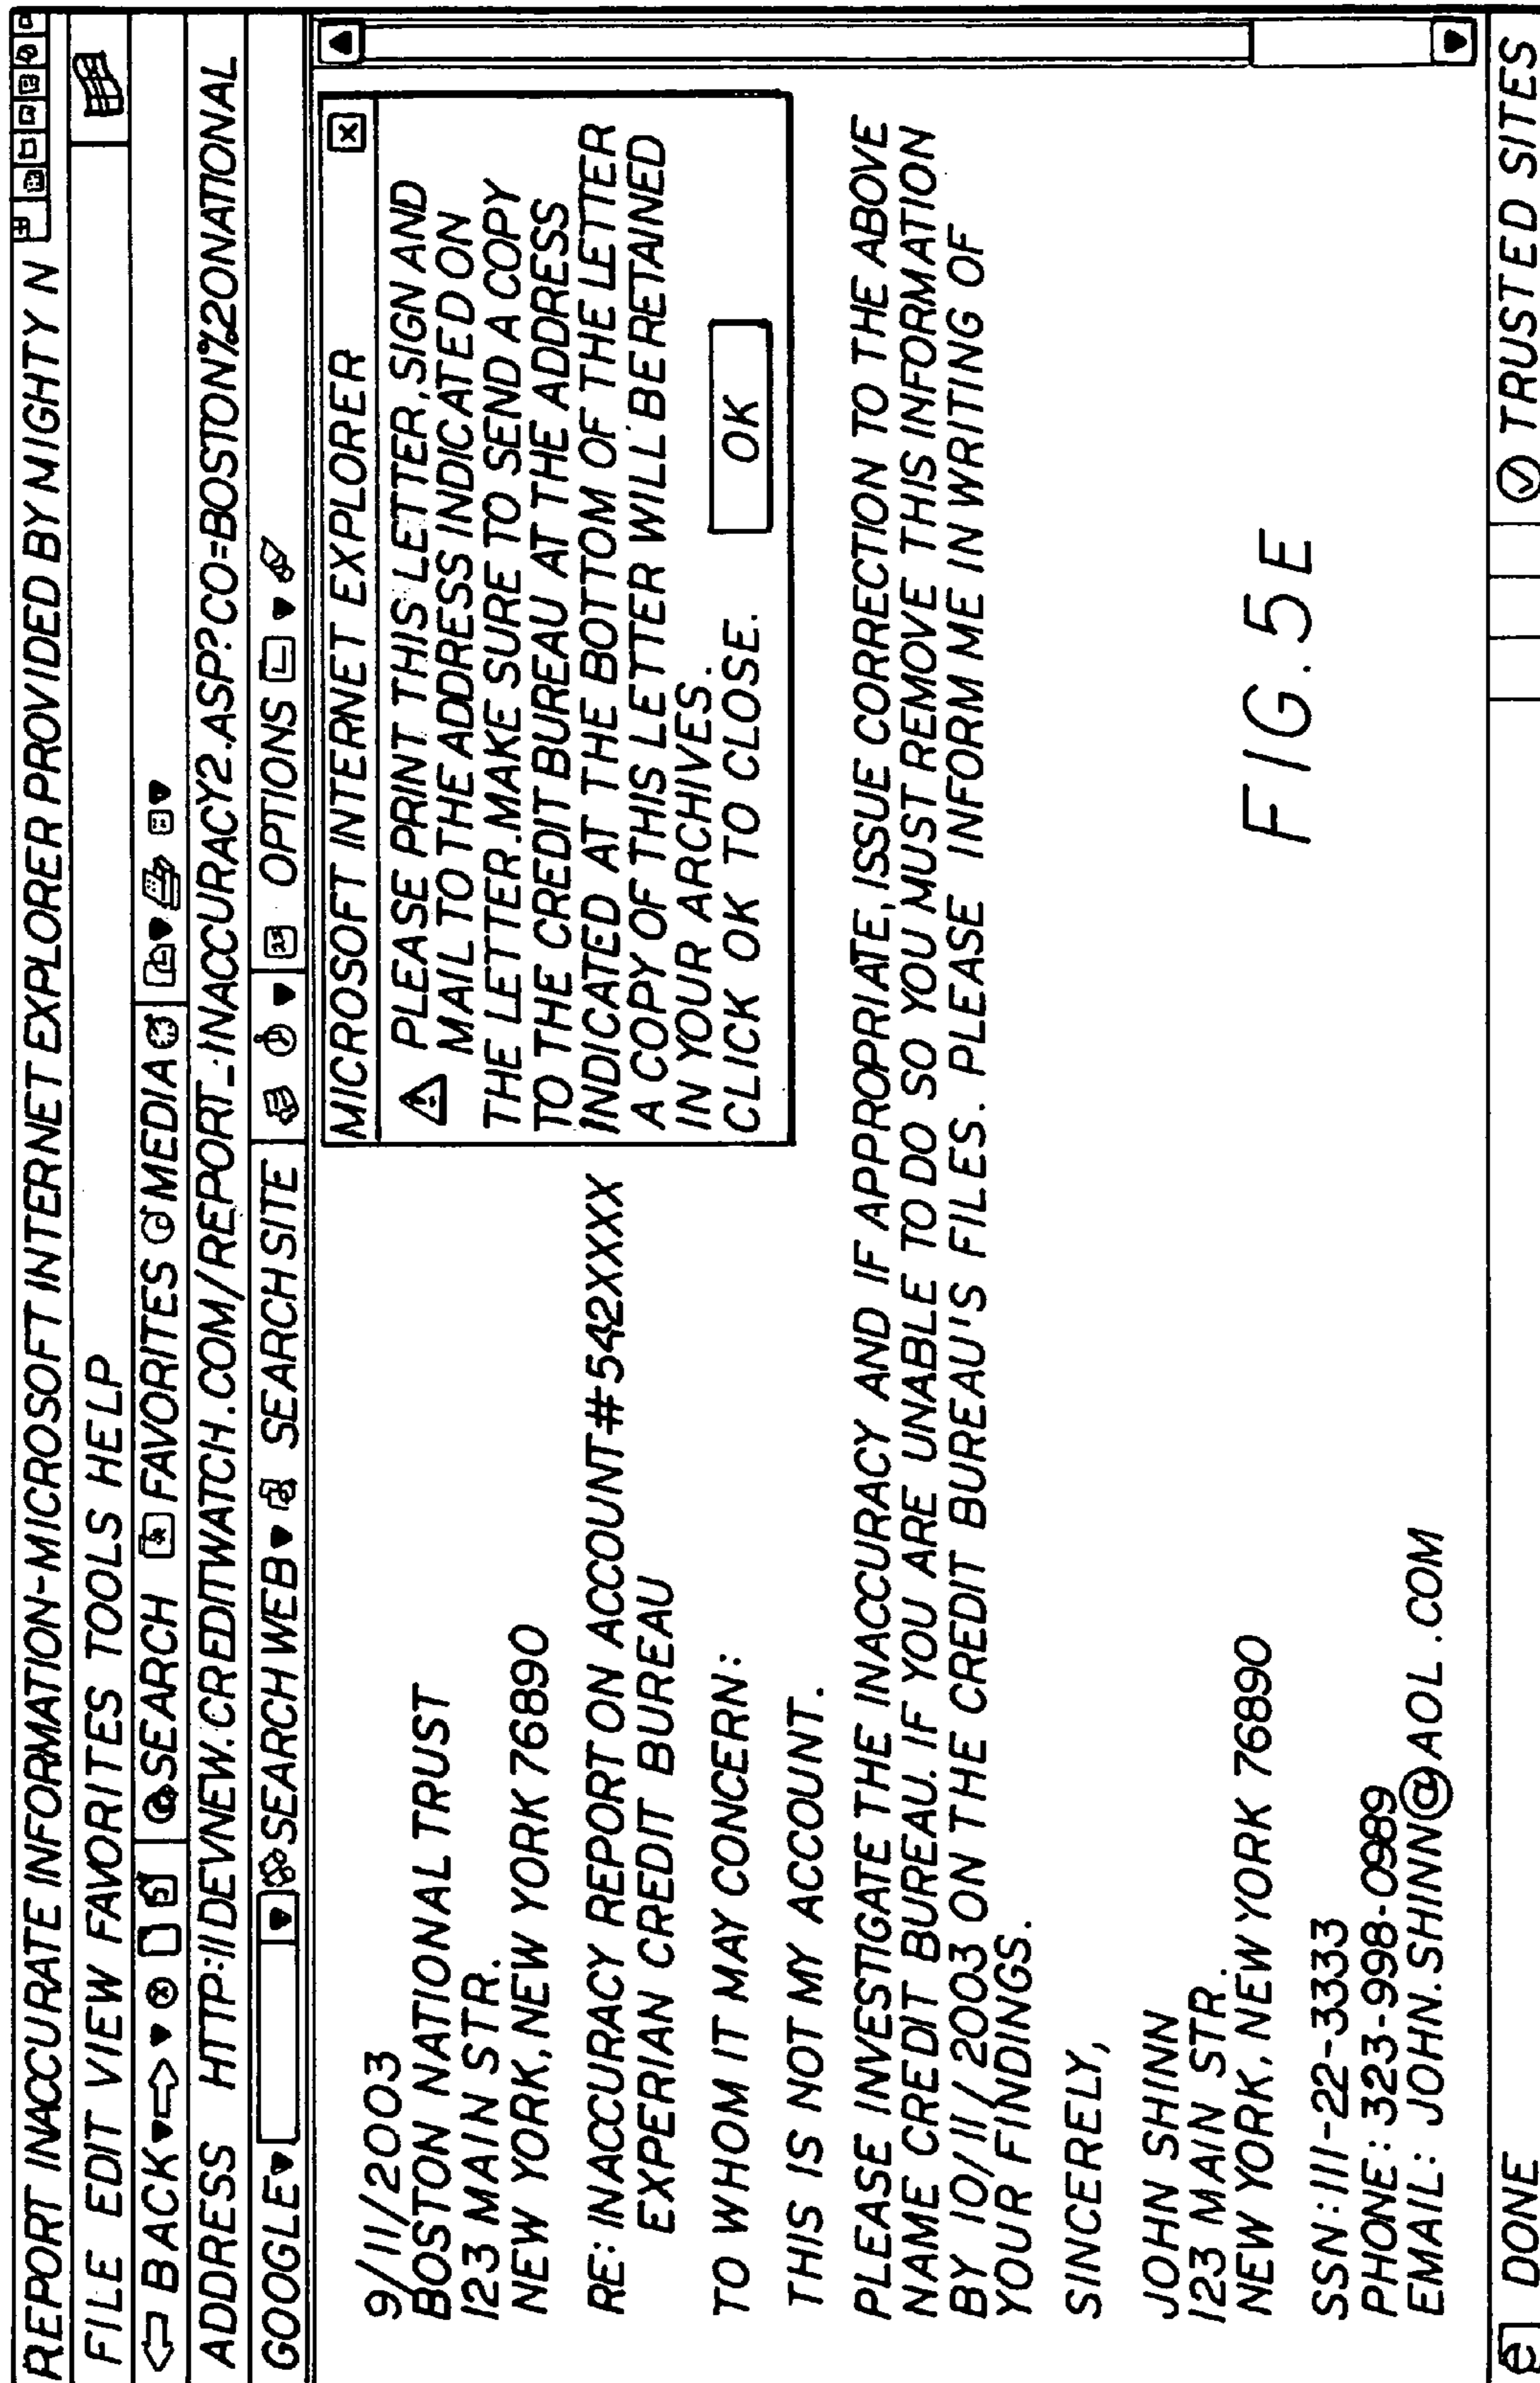 REPORT INACCURATE INFORMATION-MICROSOFT INTERNET EXPLORER PROVIDED BY MIGHTY N
FILE EDIT VIEW FAVORITES TOOLS HELP
BACK SEARCH FAVORITES MEDIA
ADDRESS HTTP://DEVNEW.CREDITWATCH.COM/REPORT_INACCURACY2.ASP?CO=BOSTON%20NATIONAL
GOOGLE SEARCH WEB SEARCH SITE OPTIONS
MICROSOFT INTERNET EXPLORER
PLEASE PRINT THIS LETTER, SIGN AND
MAIL TO THE ADDRESS INDICATED ON
THE LETTER. MAKE SURE TO SEND A COPY
TO THE CREDIT BUREAU AT THE ADDRESS
INDICATED AT THE BOTTOM OF THE LETTER
A COPY OF THIS LETTER WILL BE RETAINED
IN YOUR ARCHIVES.
CLICK OK TO CLOSE.
OK
9/11/2003
BOSTON NATIONAL TRUST
123 MAIN STR.
NEW YORK, NEW YORK 76890
RE: INACCURACY REPORT ON ACCOUNT#542XXX
EXPERIAN CREDIT BUREAU
TO WHOM IT MAY CONCERN:
THIS IS NOT MY ACCOUNT.
PLEASE INVESTIGATE THE INACCURACY AND IF APPROPRIATE, ISSUE CORRECTION TO THE ABOVE
NAME CREDIT BUREAU. IF YOU ARE UNABLE TO DO SO YOU MUST REMOVE THIS INFORMATION
BY 10/11/2003 ON THE CREDIT BUREAU'S FILES. PLEASE INFORM ME IN WRITING OF
YOUR FINDINGS.
SINCERELY,
JOHN SHINN
123 MAIN STR.
NEW YORK, NEW YORK 76890
SSN: 111-22-3333
PHONE: 323-998-0989
EMAIL: JOHN.SHINN@AOL.COM
FIG. 5E
DONE TRUSTED SITES